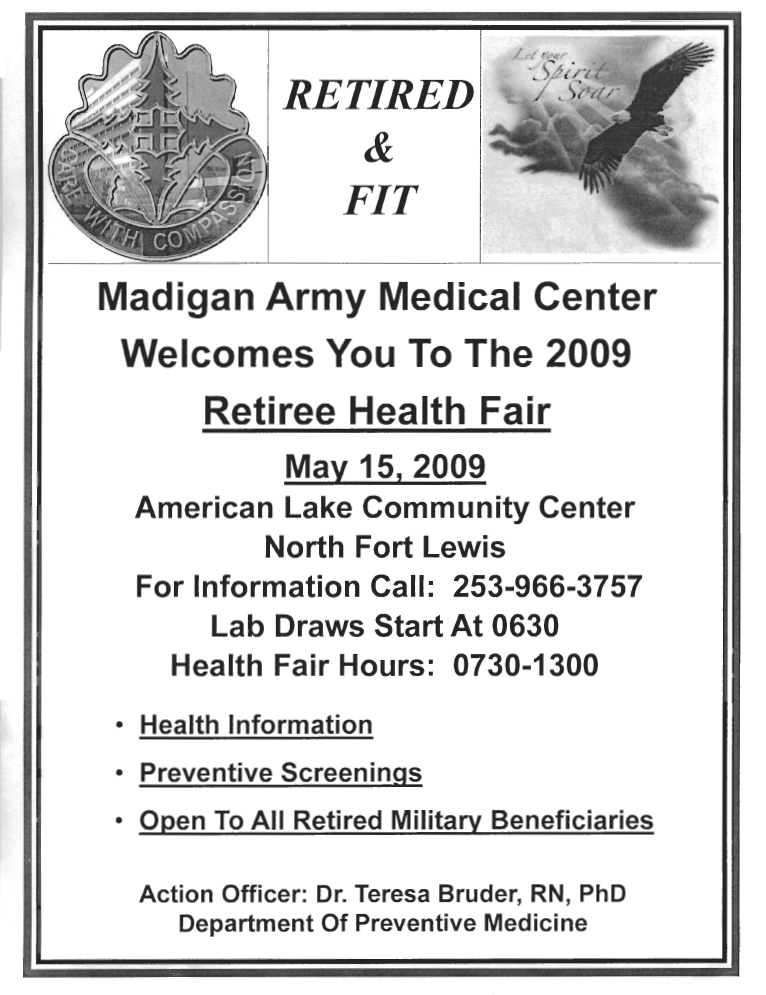 CARE WITH COMPASSION
RETIRED
&
FIT
Let your
Spirit
Soar
Madigan Army Medical Center
Welcomes You To The 2009
Retiree Health Fair
May 15, 2009
American Lake Community Center
North Fort Lewis
For Information Call: 253-966-3757
Lab Draws Start At 0630
Health Fair Hours: 0730-1300
• Health Information
• Preventive Screenings
• Open To All Retired Military Beneficiaries
Action Officer: Dr. Teresa Bruder, RN, PhD
Department Of Preventive Medicine